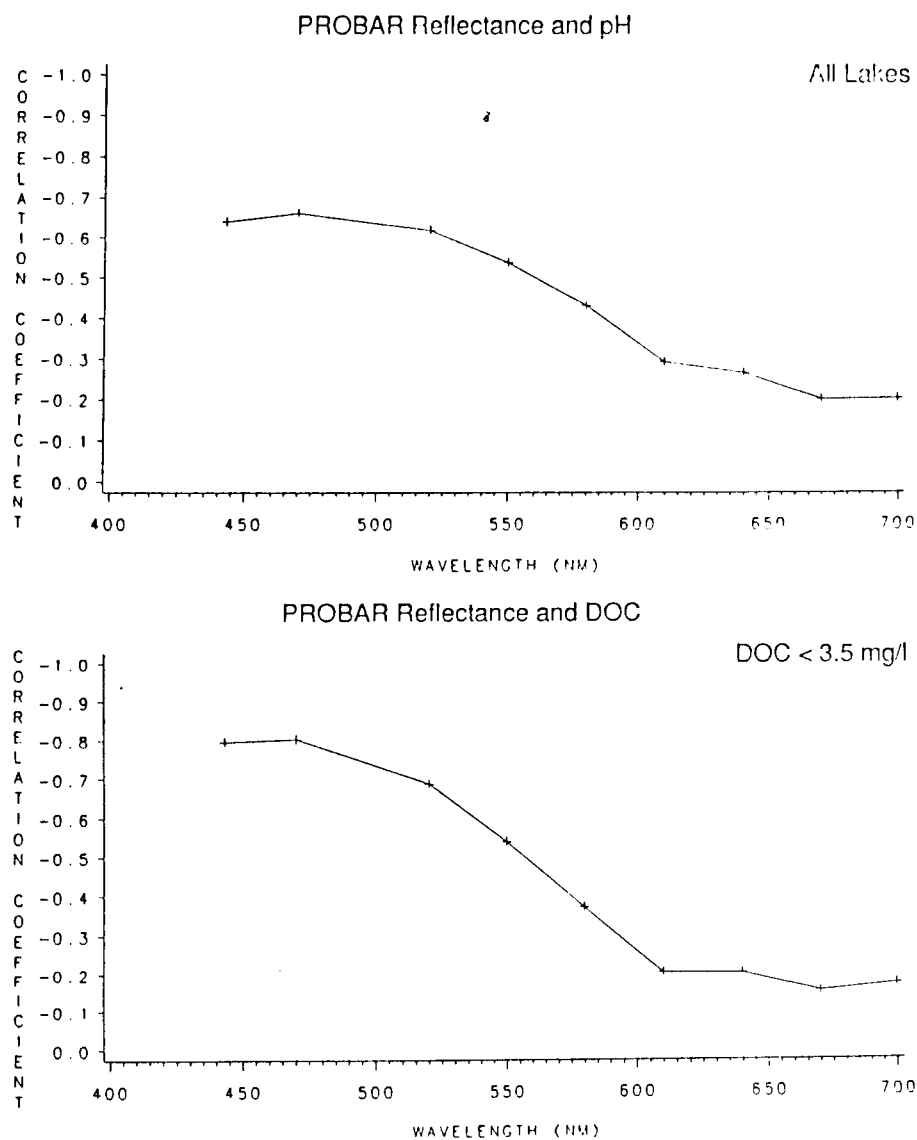 PROBAR Reflectance and pH
All Lakes
CORRELATION COEFFICIENT
-1.0
-0.9
-0.8
-0.7
-0.6
-0.5
-0.4
-0.3
-0.2
-0.1
0.0
400 450 500 550 600 650 700
WAVELENGTH (NM)
PROBAR Reflectance and DOC
DOC < 3.5 mg/l
CORRELATION COEFFICIENT
-1.0
-0.9
-0.8
-0.7
-0.6
-0.5
-0.4
-0.3
-0.2
-0.1
0.0
400 450 500 550 600 650 700
WAVELENGTH (NM)